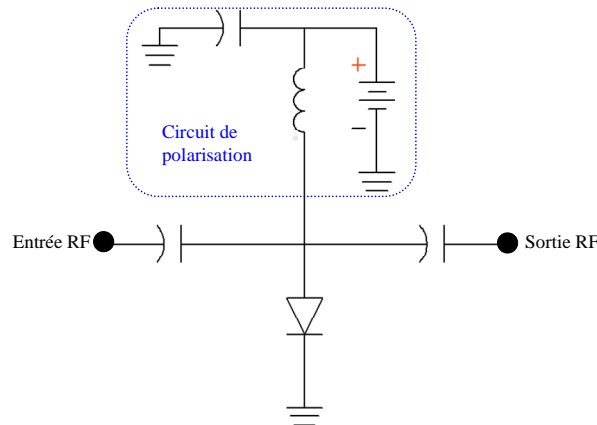 +
−
Circuit de
polarisation
Entrée RF
Sortie RF